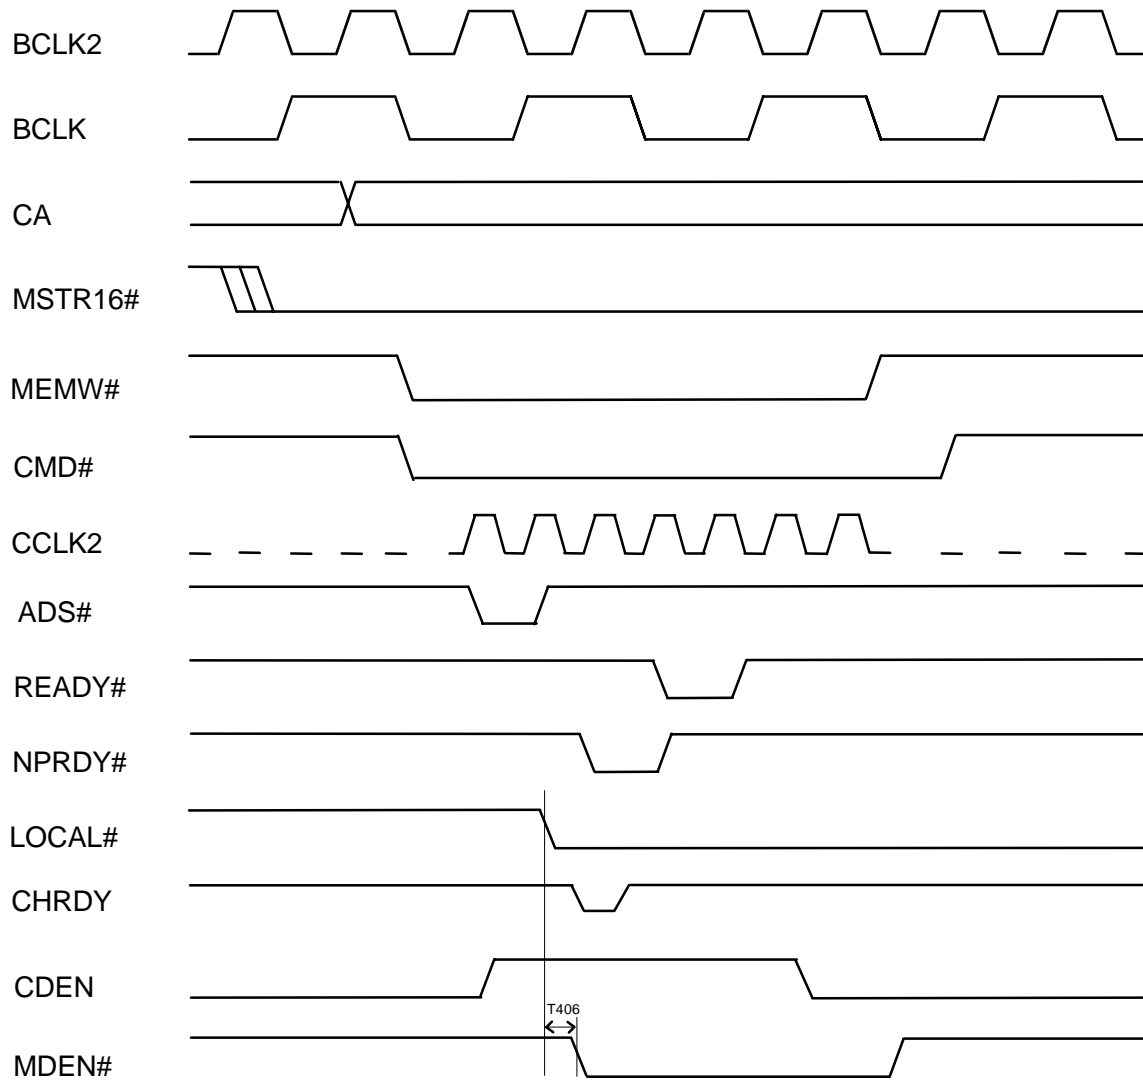 BCLK2
BCLK
CA
MSTR16#
MEMW#
CMD#
CCLK2
ADS#
READY#
NPRDY#
LOCAL#
CHRDY
CDEN
T406
MDEN#